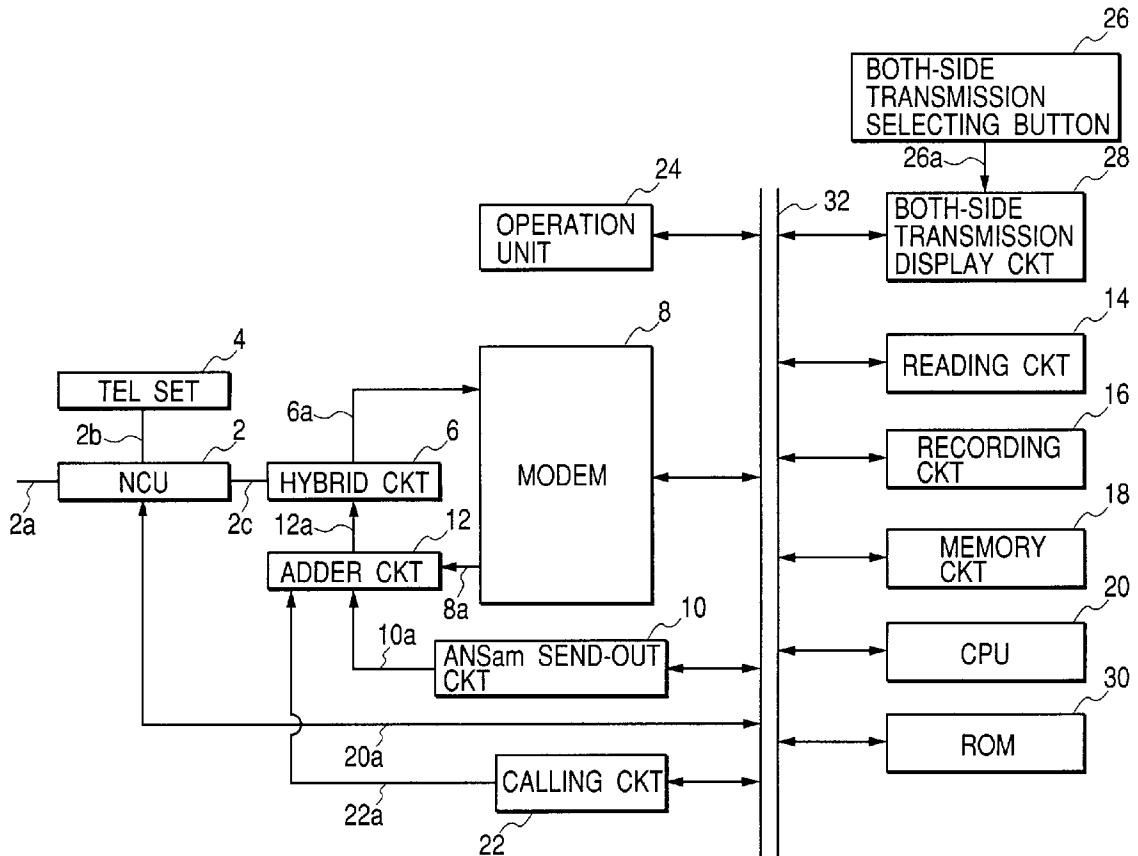 26
BOTH-SIDE
TRANSMISSION
SELECTING BUTTON
26a
28
24
32
OPERATION
UNIT
BOTH-SIDE
TRANSMISSION
DISPLAY CKT
8
14
4
TEL SET
READING CKT
6a
2b
2
6
16
NCU
HYBRID CKT
MODEM
RECORDING
CKT
2a
2c
12a
12
18
ADDER CKT
8a
MEMORY
CKT
10
20
10a
ANSam SEND-OUT
CKT
CPU
30
20a
ROM
CALLING CKT
22a
22